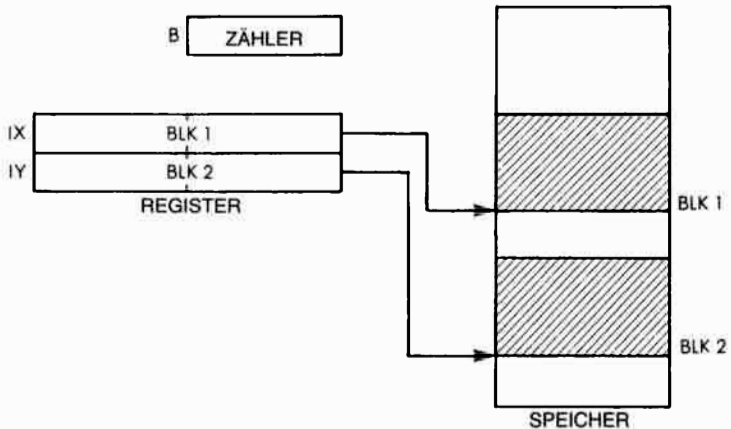 B ZÄHLER
IX BLK 1
IY BLK 2
REGISTER
BLK 1
BLK 2
SPEICHER